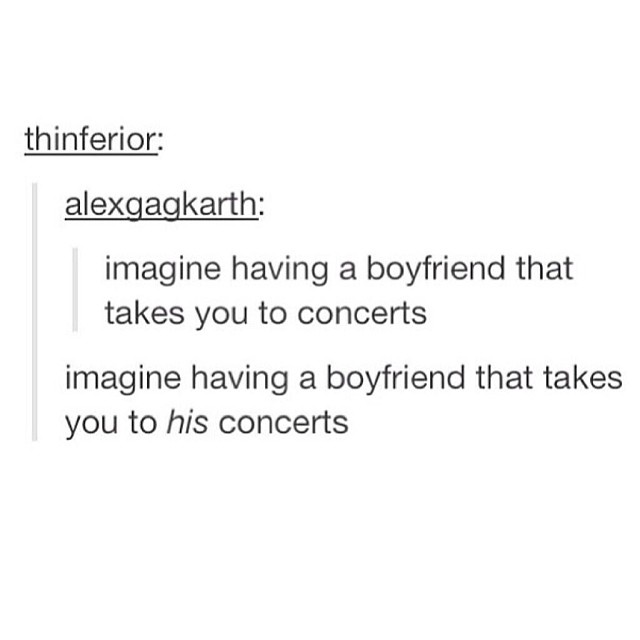 thinferior:
alexgagkarth:
imagine having a boyfriend that
takes you to concerts
imagine having a boyfriend that takes
you to his concerts